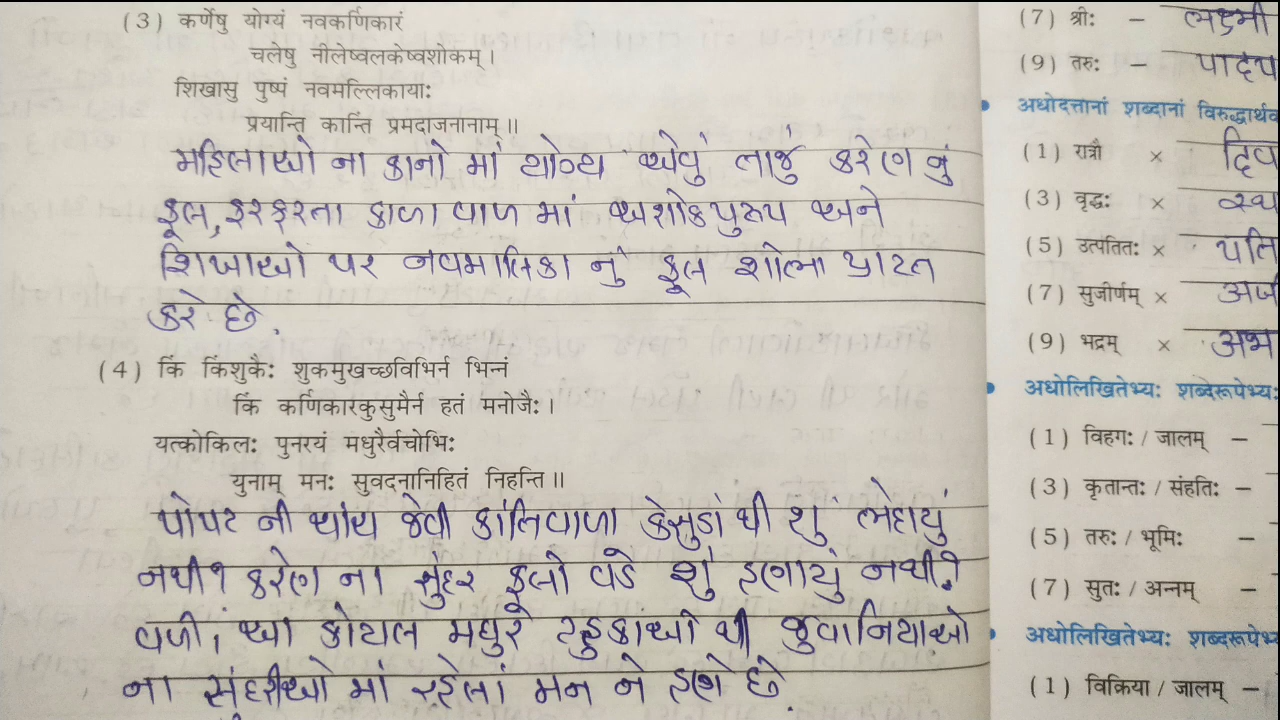 (3) कर्णेषु योग्यं नवकर्णिकारं
चलेषु नीलेष्वलकेष्वशोकम् ।
शिखासु पुष्पं नवमल्लिकायाः
प्रेयान्ति कान्ति प्रमदाजनानाम् ॥
મહિલાઓ ના કાનો માં યોગ્ય એવું તાજું કરેણ નું
ફૂલ, ફરફરતા કાળા વાળ માં અશોકપુરુપ અને
શિખાઓ પર નવમાલિકા નું ફૂલ શોભા પ્રાપ્ત
કરે છે.
(4) किं किंशुकैः शुकमुखच्छविभिर्न भिन्नं
किं कर्णिकारकुसुमैर्न हतं मनोजैः ।
यत्कोकिलः पुनरयं मधुरैर्वचोभिः
युनाम् मनः सुवदनानिहितं निहन्ति ॥
પોપટ ની ચાંચ જેવી કાંતિવાળા કેસુડાં થી શું ભેદાયું
નથી? કરેણ ના સુંદર ફૂલો વડે શું હણાયું નથી?
વળી, આ કોયલ મધુર ટહુકાઓ થી જુવાનિયાઓ
ના સુંદરીઓ માં રહેલાં મન ને હણે છે.
(7) श्रीः - लक्ष्मी
(9) तरुः पादप
अधोदत्तानां शब्दानां विरुद्धार्थक
(1) रात्रौ ×
(3) वृद्धः ×
(5) उत्पतितः ×
(7) सुजीर्णम् ×
(9) भद्रम् × अभ
अधोलिखितेभ्यः शब्देरूपेभ्यः
(1) विहगः / जालम् -
(3) कृतान्तः / संहतिः -
(5) तरुः / भूमिः -
(7) सुतः / अन्नम् -
अधोलिखितेभ्यः शब्दरूपेभ्य
(1) विक्रिया / जालम् -